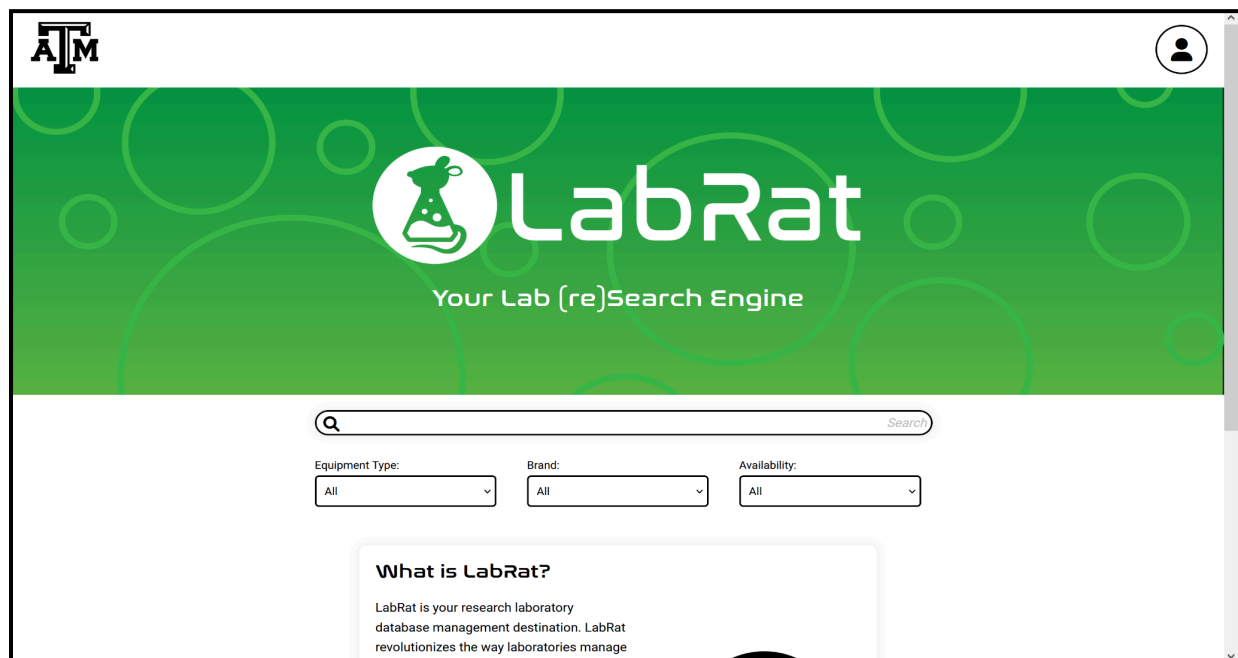 ATM
LabRat
Your Lab (re)Search Engine
Search
Equipment Type:
Brand:
Availability:
All
All
All
What is LabRat?
LabRat is your research laboratory
database management destination. LabRat
revolutionizes the way laboratories manage